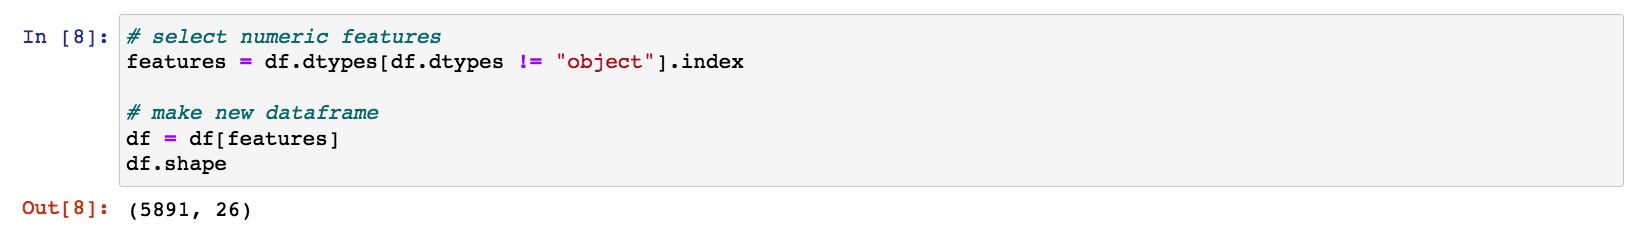 In [8]: # select numeric features
features = df.dtypes[df.dtypes != "object"].index
# make new dataframe
df = df[features]
df.shape
Out[8]: (5891, 26)